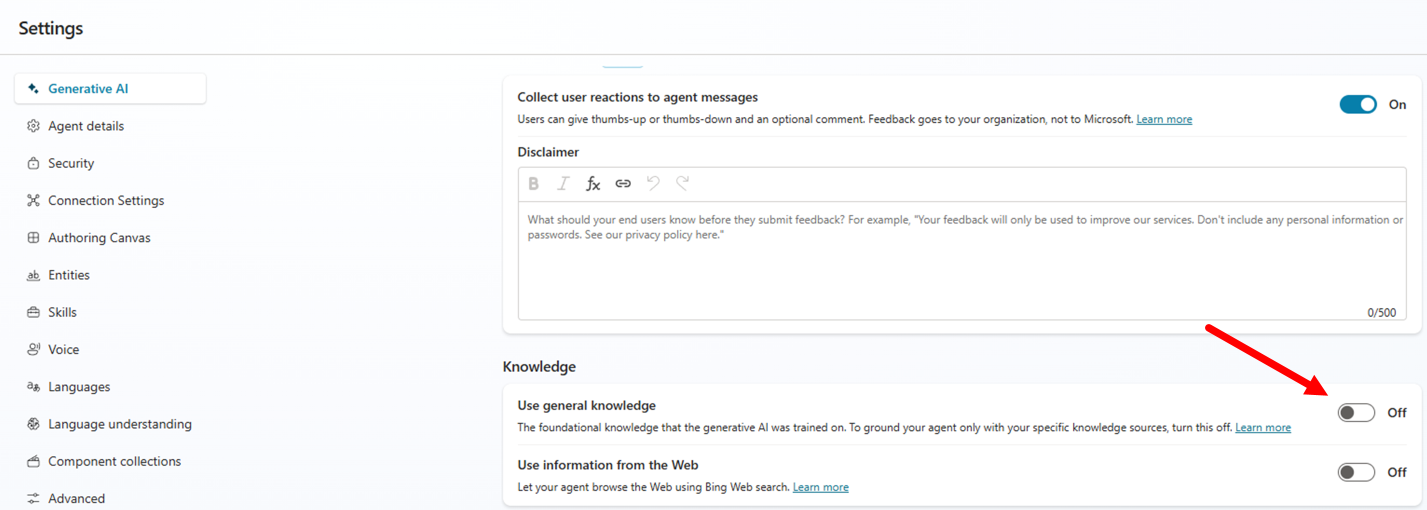 Settings
Generative AI
Agent details
Security
Connection Settings
Authoring Canvas
Entities
Skills
Voice
Languages
Language understanding
Component collections
Advanced
Collect user reactions to agent messages
Users can give thumbs-up or thumbs-down and an optional comment. Feedback goes to your organization, not to Microsoft. Learn more
On
Disclaimer
B I fx
What should your end users know before they submit feedback? For example, "Your feedback will only be used to improve our services. Don't include any personal information or
passwords. See our privacy policy here."
0/500
Knowledge
Use general knowledge
The foundational knowledge that the generative AI was trained on. To ground your agent only with your specific knowledge sources, turn this off. Learn more
Off
Use information from the Web
Let your agent browse the Web using Bing Web search. Learn more
Off